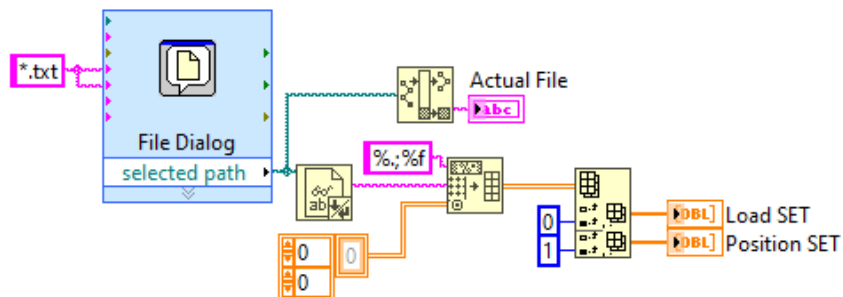 *.txt
File Dialog
selected path
Actual File
abc
%.;%f
ab
0
0
0
0
1
DBL
Load SET
DBL
Position SET